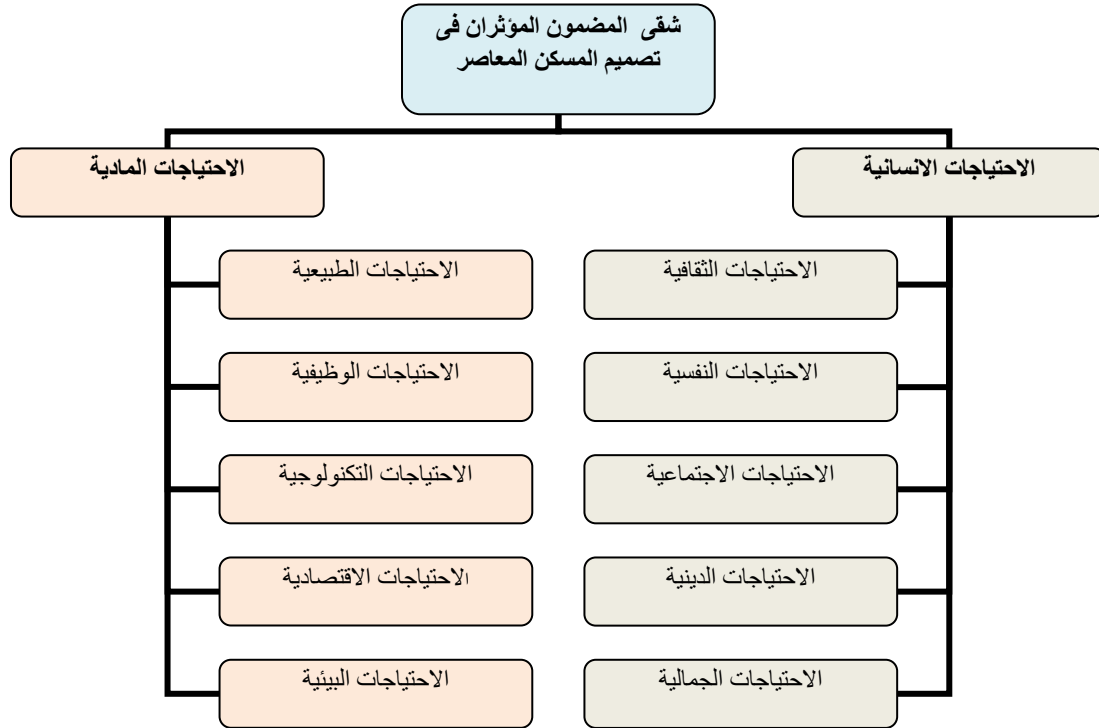 شقى المضمون المؤثران فى
تصميم المسكن المعاصر
الاحتياجات الانسانية
الاحتياجات المادية
الاحتياجات الثقافية
الاحتياجات الطبيعية
الاحتياجات النفسية
الاحتياجات الوظيفية
الاحتياجات الاجتماعية
الاحتياجات التكنولوجية
الاحتياجات الدينية
الاحتياجات الاقتصادية
الاحتياجات الجمالية
الاحتياجات البيئية